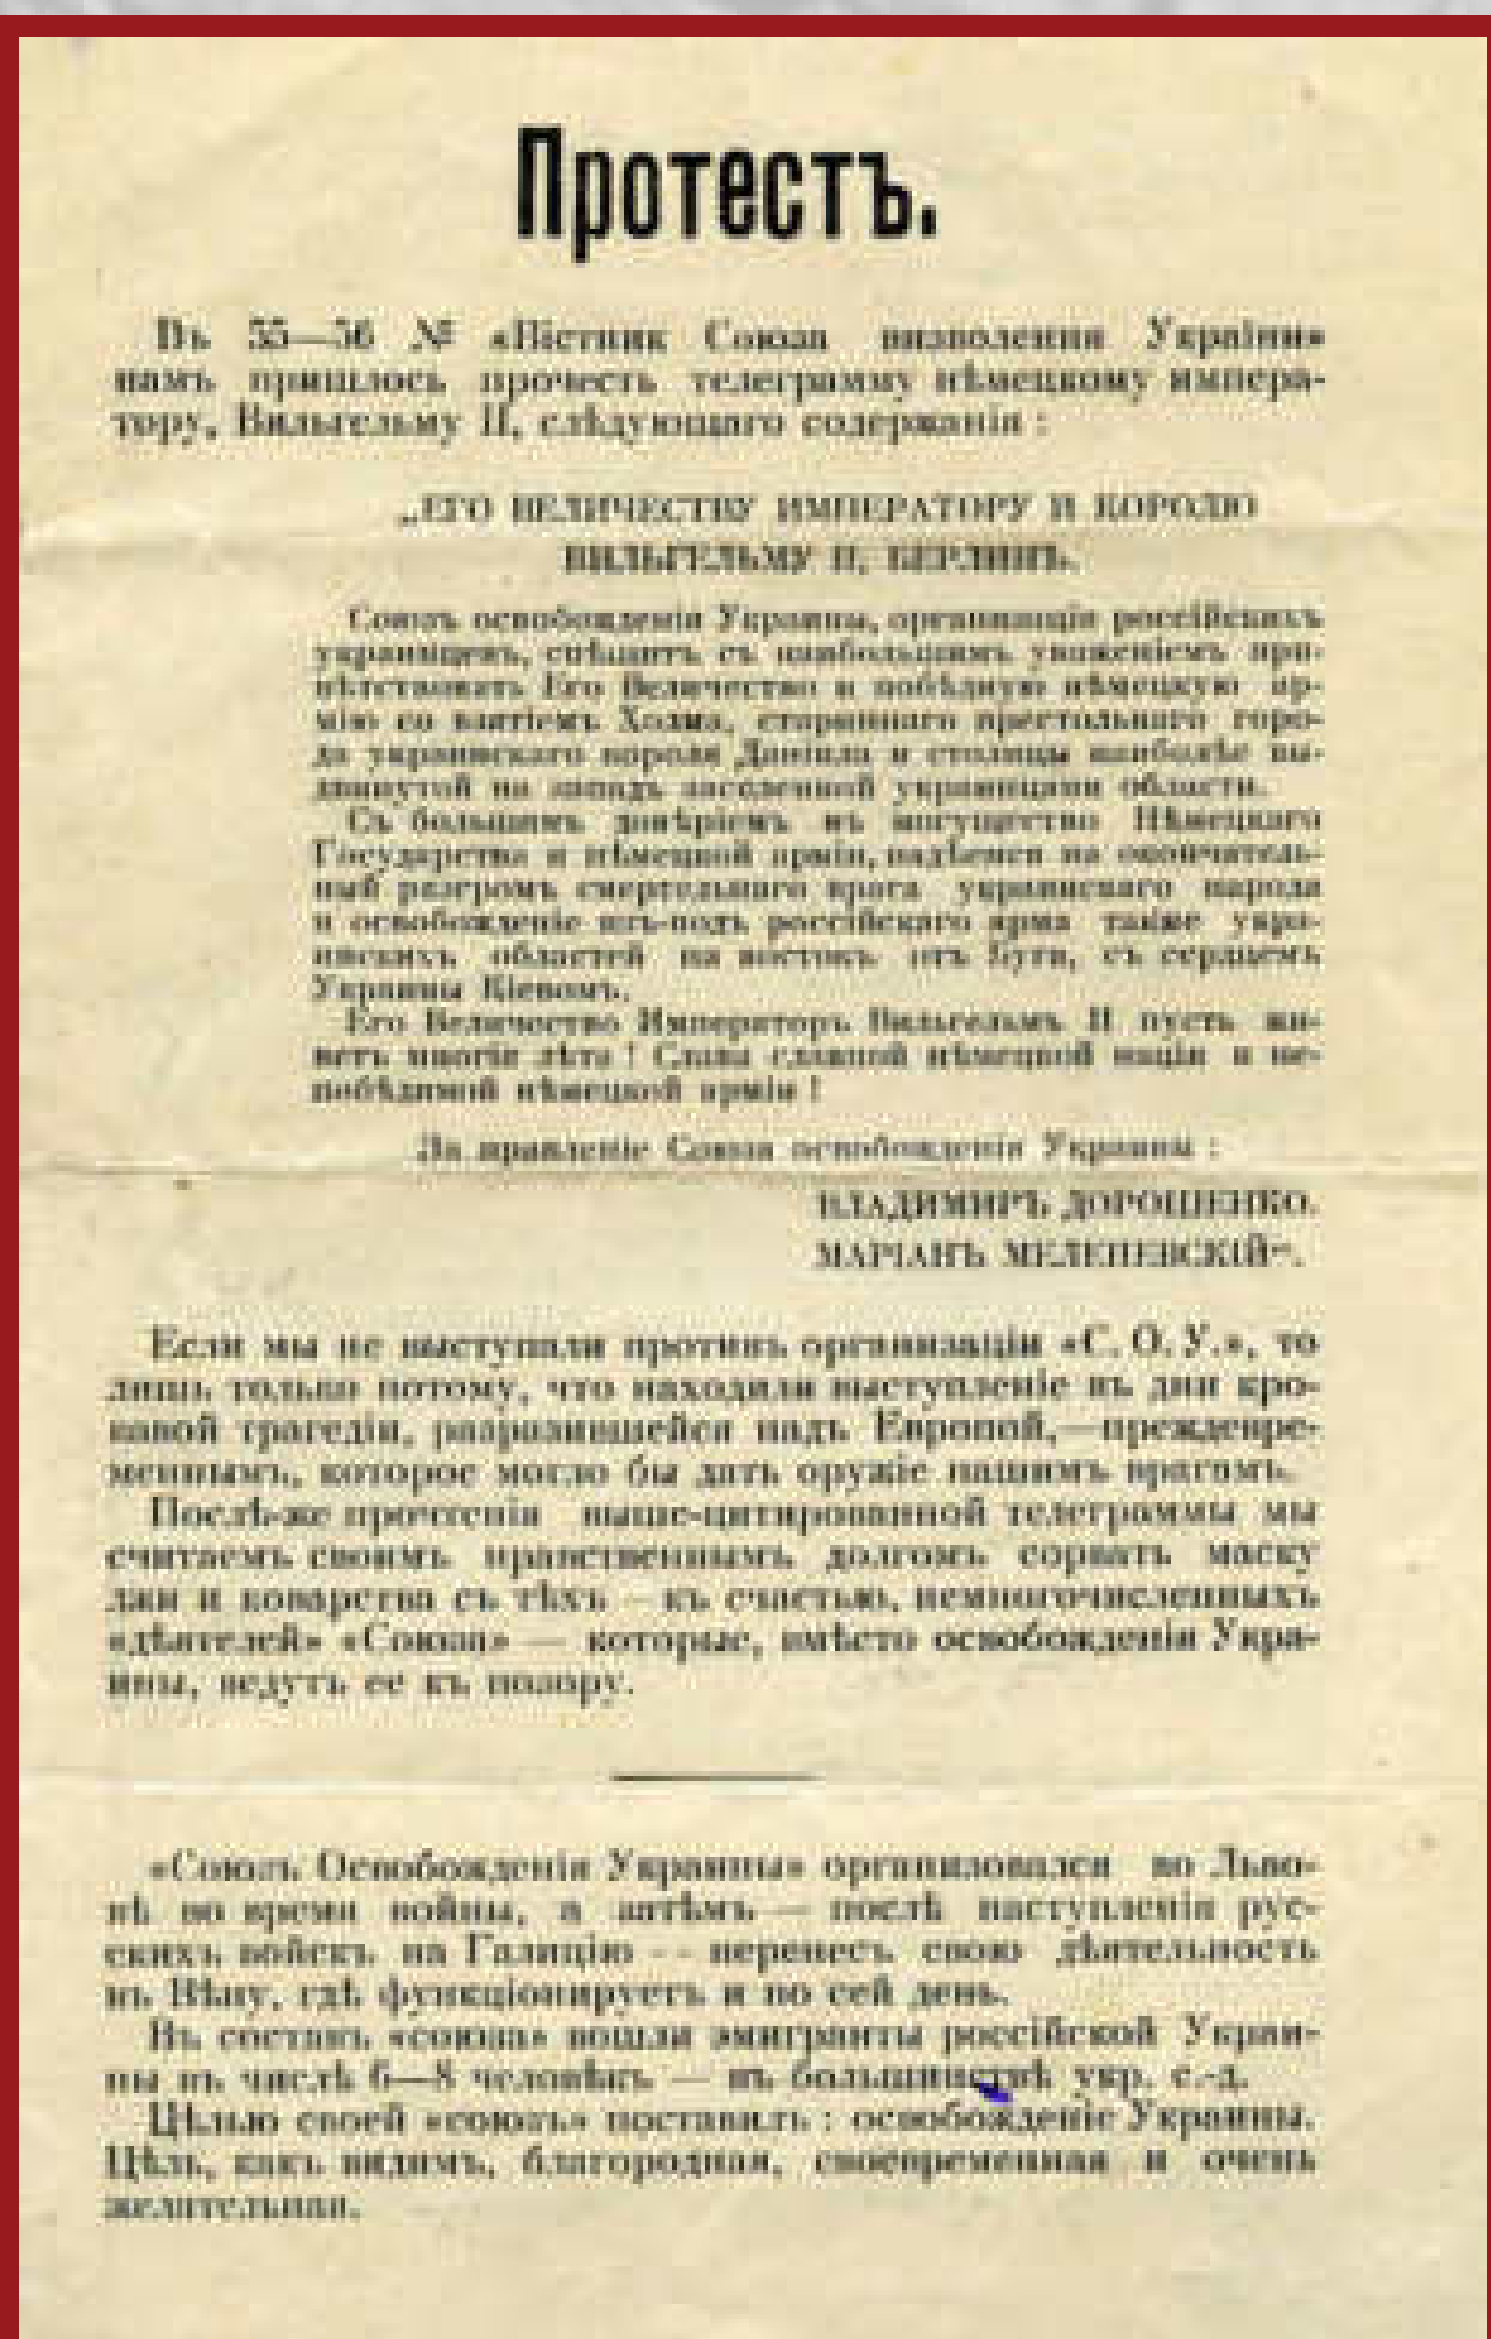 Протестъ.
Въ 35—36 № «Вістник Союза визволення України»
намъ пришлось прочесть телеграмму нѣмецкому импера-
тору, Вильгельму II, слѣдующаго содержанія :
„ЕГО ВЕЛИЧЕСТВУ ИМПЕРАТОРУ И КОРОЛЮ
ВИЛЬГЕЛЬМУ II, БЕРЛИНЪ.
Союзъ освобожденія Украины, организація россійскихъ
украинцевъ, спѣшитъ съ наибольшимъ уваженіемъ при-
вѣтствовать Его Величество и побѣдную нѣмецкую ар-
мію со взятіемъ Холма, стариннаго престольнаго горо-
да украинскаго короля Даніила и столицы наиболѣе вы-
двинутой на западъ заселенной украинцами области.
Съ большимъ довѣріемъ въ могущество Нѣмецкаго
Государства и нѣмецкой арміи, надѣемся на окончатель-
ный разгромъ смертельнаго врага украинскаго народа
и освобожденіе изъ-подъ россійскаго ярма также укра-
инскихъ областей на востокъ отъ Буга, съ сердцемъ
Украины Кіевомъ.
Его Величество Императоръ Вильгельмъ II пусть жи-
ветъ многіе лѣта ! Слава славной нѣмецкой націи и не-
побѣдимой нѣмецкой арміи !
За правленіе Союза освобожденія Украины :
ВЛАДИМИРЪ ДОРОШЕНКО.
МАРІАНЪ МЕЛЕНЕВСКІЙ“.
Если мы не выступали противъ организаціи «С. О. У.», то
лишь только потому, что находили выступленіе въ дни кро-
вавой трагедіи, разразившейся надъ Европой,—прежденвре-
меннымъ, которое могло бы дать оружіе нашимъ врагамъ.
Послѣ-же прочтенія выше-цитированной телеграммы мы
считаемъ своимъ нравственнымъ долгомъ сорвать маску
лжи и коварства съ тѣхъ — къ счастью, немногочисленныхъ
«дѣятелей» «Союза» — которые, вмѣсто освобожденія Укра-
ины, ведутъ ее къ позору.
«Союзъ Освобожденія Украины» организовался во Льво-
вѣ во время войны, а затѣмъ — послѣ наступленія рус-
скихъ войскъ на Галицію — перенесъ свою дѣятельность
въ Вѣну, гдѣ функціонируетъ и по сей день.
Въ составъ «союза» вошли эмигранты россійской Украи-
ны въ числѣ 6—8 человѣкъ — въ большинствѣ укр. с.-д.
Цѣлью своей «союзъ» поставилъ : освобожденіе Украины.
Цѣль, какъ видимъ, благородная, своевременная и очень
желательная.